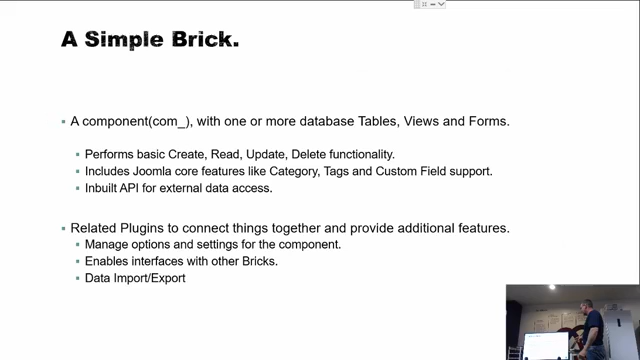 A Simple Brick.
A component(com_), with one or more database Tables, Views and Forms.
Performs basic Create, Read, Update, Delete functionality.
Includes Joomla core features like Category, Tags and Custom Field support.
Inbuilt API for external data access.
Related Plugins to connect things together and provide additional features.
Manage options and settings for the component.
Enables interfaces with other Bricks.
Data Import/Export